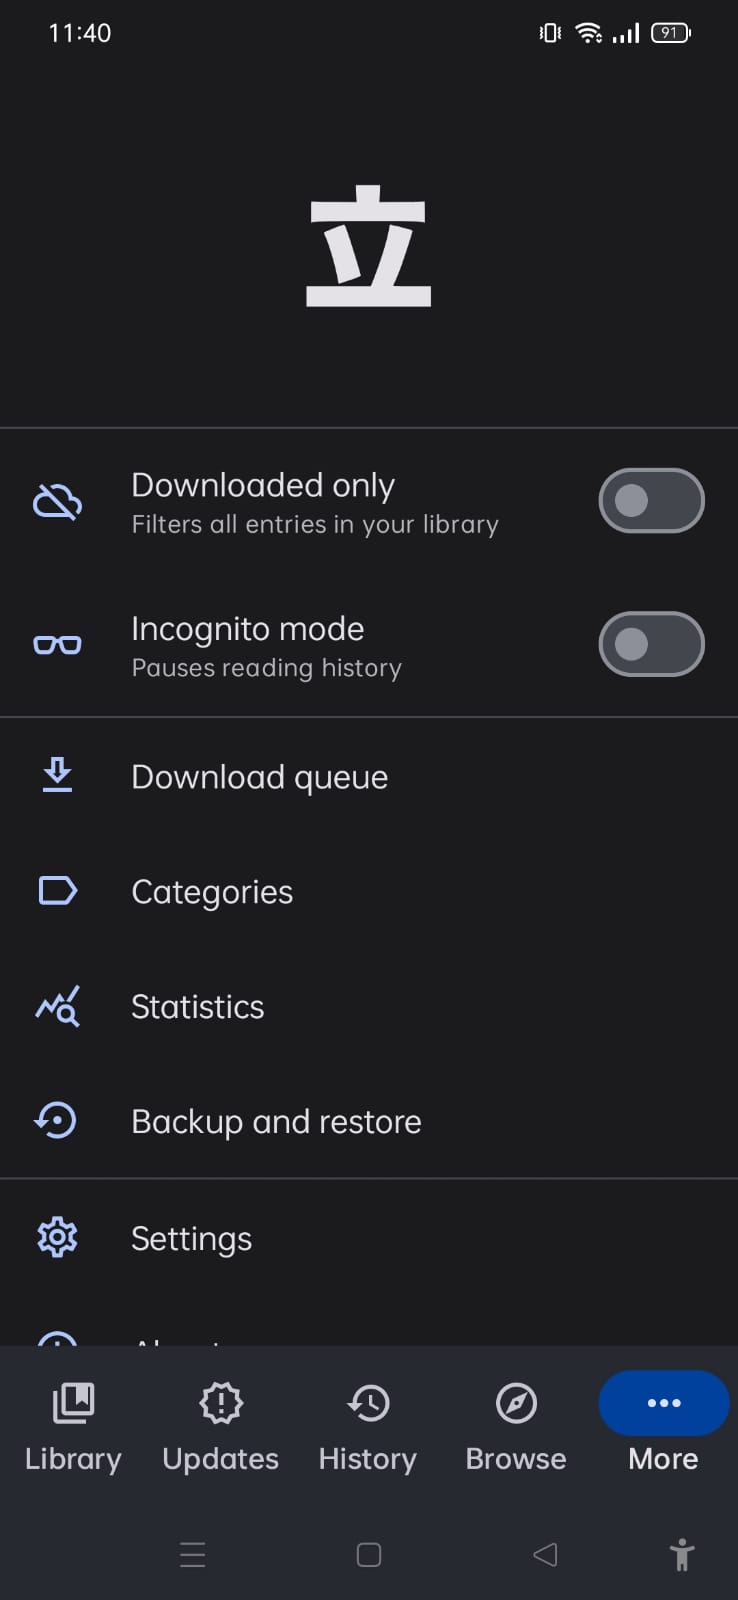 11:40
91
立
Downloaded only
Filters all entries in your library
Incognito mode
Pauses reading history
Download queue
Categories
Statistics
Backup and restore
Settings
Library Updates History Browse More